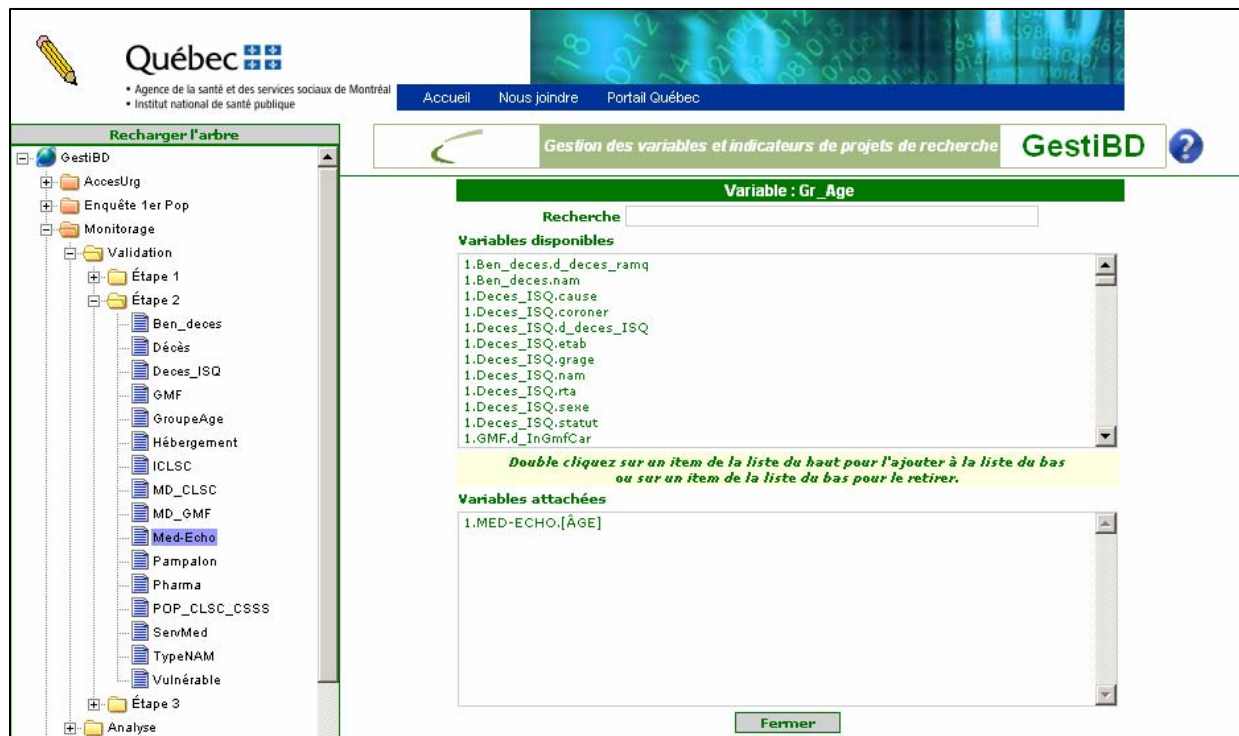 Québec
• Agence de la santé et des services sociaux de Montréal
• Institut national de santé publique
Accueil Nous joindre Portail Québec
Recharger l'arbre
GestiBD
AccesUrg
Enquête 1er Pop
Monitorage
Validation
Étape 1
Étape 2
Ben_deces
Décès
Deces_ISQ
GMF
GroupeAge
Hébergement
ICLSC
MD_CLSC
MD_GMF
Med-Echo
Pampalon
Pharma
POP_CLSC_CSSS
ServMed
TypeNAM
Vulnérable
Étape 3
Analyse
Gestion des variables et indicateurs de projets de recherche GestiBD ?
Variable : Gr_Age
Recherche
Variables disponibles
1.Ben_deces.d_deces_ramq
1.Ben_deces.nam
1.Deces_ISQ.cause
1.Deces_ISQ.coroner
1.Deces_ISQ.d_deces_ISQ
1.Deces_ISQ.etab
1.Deces_ISQ.grage
1.Deces_ISQ.nam
1.Deces_ISQ.rta
1.Deces_ISQ.sexe
1.Deces_ISQ.statut
1.GMF.d_InGmfCar
Double cliquez sur un item de la liste du haut pour l'ajouter à la liste du bas
ou sur un item de la liste du bas pour le retirer.
Variables attachées
1.MED-ECHO.[ÂGE]
Fermer